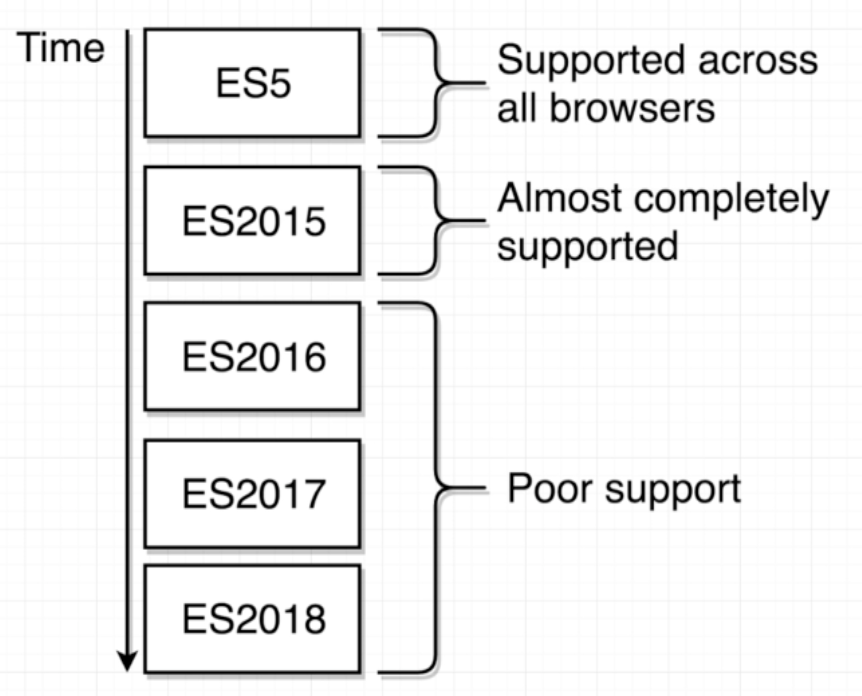 Time
ES5
Supported across
all browsers
ES2015
Almost completely
supported
ES2016
ES2017
Poor support
ES2018